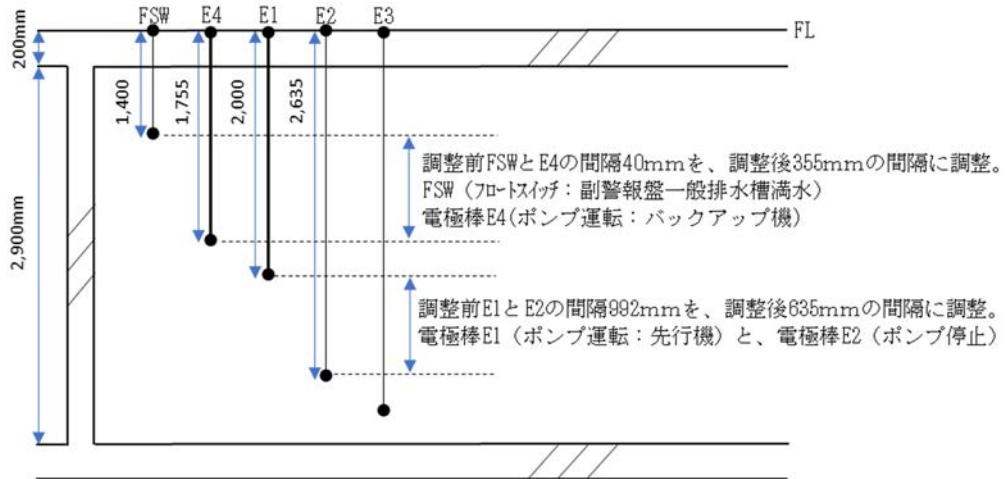 FSW E4 E1 E2 E3
FL
200mm
1,400
1,755
2,000
2,635
2,900mm
調整前FSWとE4の間隔40mmを、調整後355mmの間隔に調整。
FSW（フロートスイッチ：副警報盤一般排水槽満水）
電極棒E4(ポンプ運転：バックアップ機）
調整前E1とE2の間隔992mmを、調整後635mmの間隔に調整。
電極棒E1（ポンプ運転：先行機）と、電極棒E2（ポンプ停止）